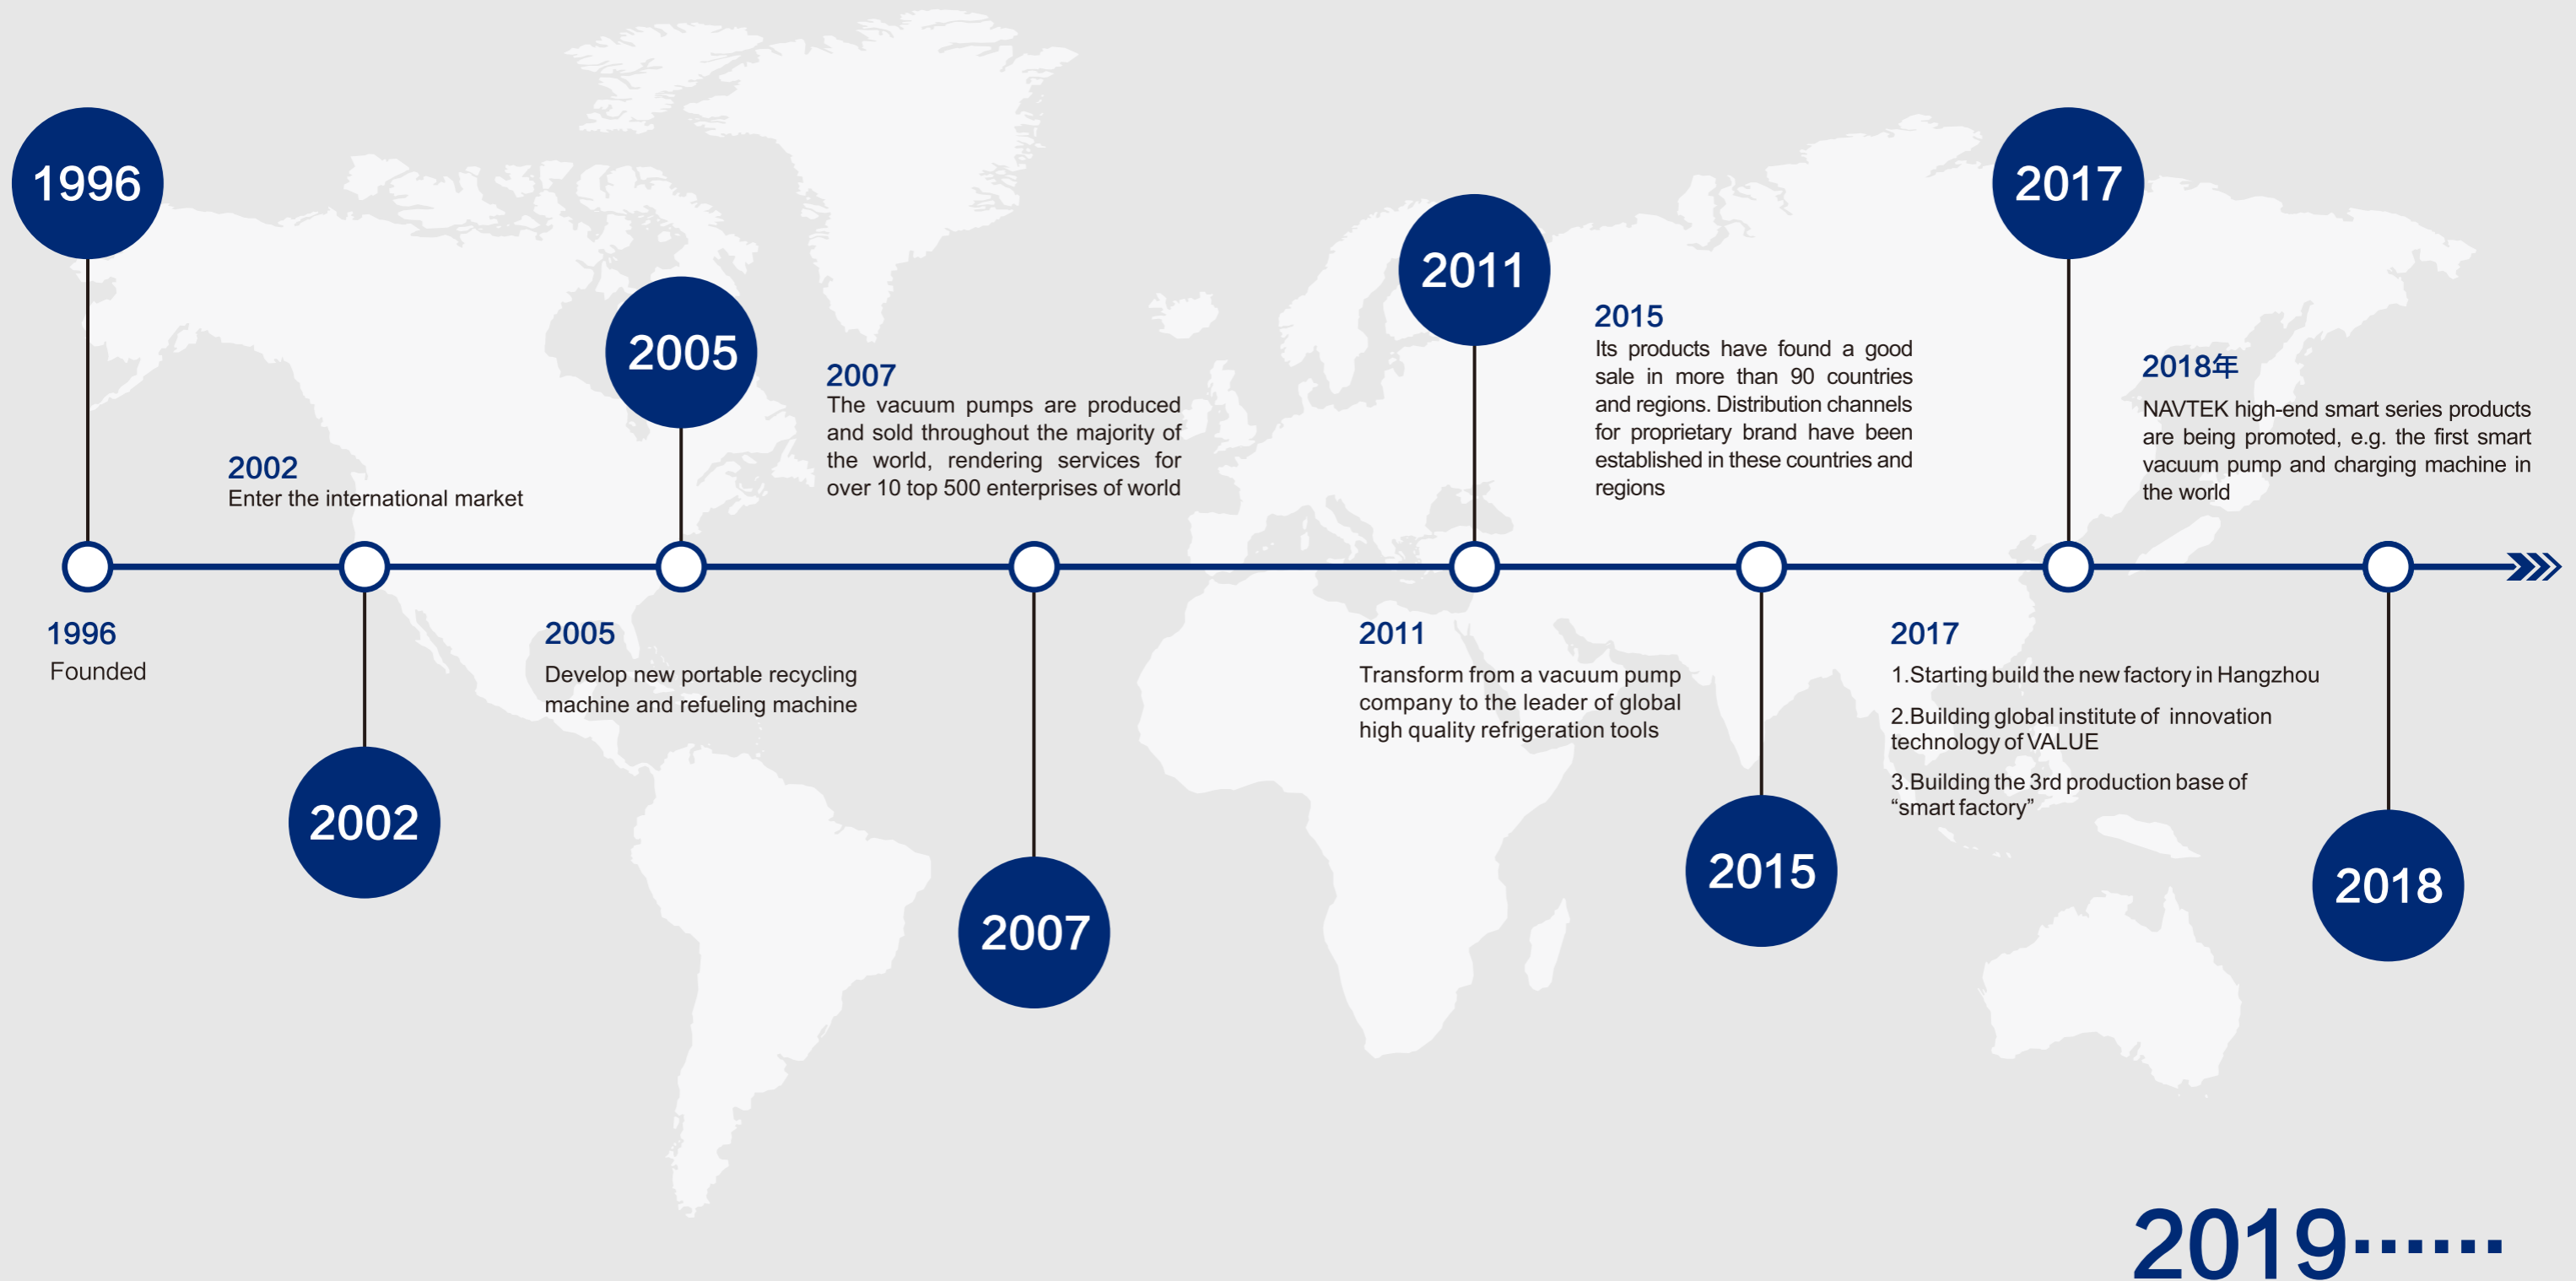 1996
2017
2011
2005
2015
Its products have found a good
sale in more than 90 countries
and regions. Distribution channels
for proprietary brand have been
established in these countries and
regions
2018年
NAVTEK high-end smart series products
are being promoted, e.g. the first smart
vacuum pump and charging machine in
the world
2007
The vacuum pumps are produced
and sold throughout the majority of
the world, rendering services for
over 10 top 500 enterprises of world
2002
Enter the international market
1996
Founded
2005
Develop new portable recycling
machine and refueling machine
2011
Transform from a vacuum pump
company to the leader of global
high quality refrigeration tools
2017
1.Starting build the new factory in Hangzhou
2.Building global institute of innovation
technology of VALUE
3.Building the 3rd production base of
“smart factory”
2002
2007
2015
2018
2019······